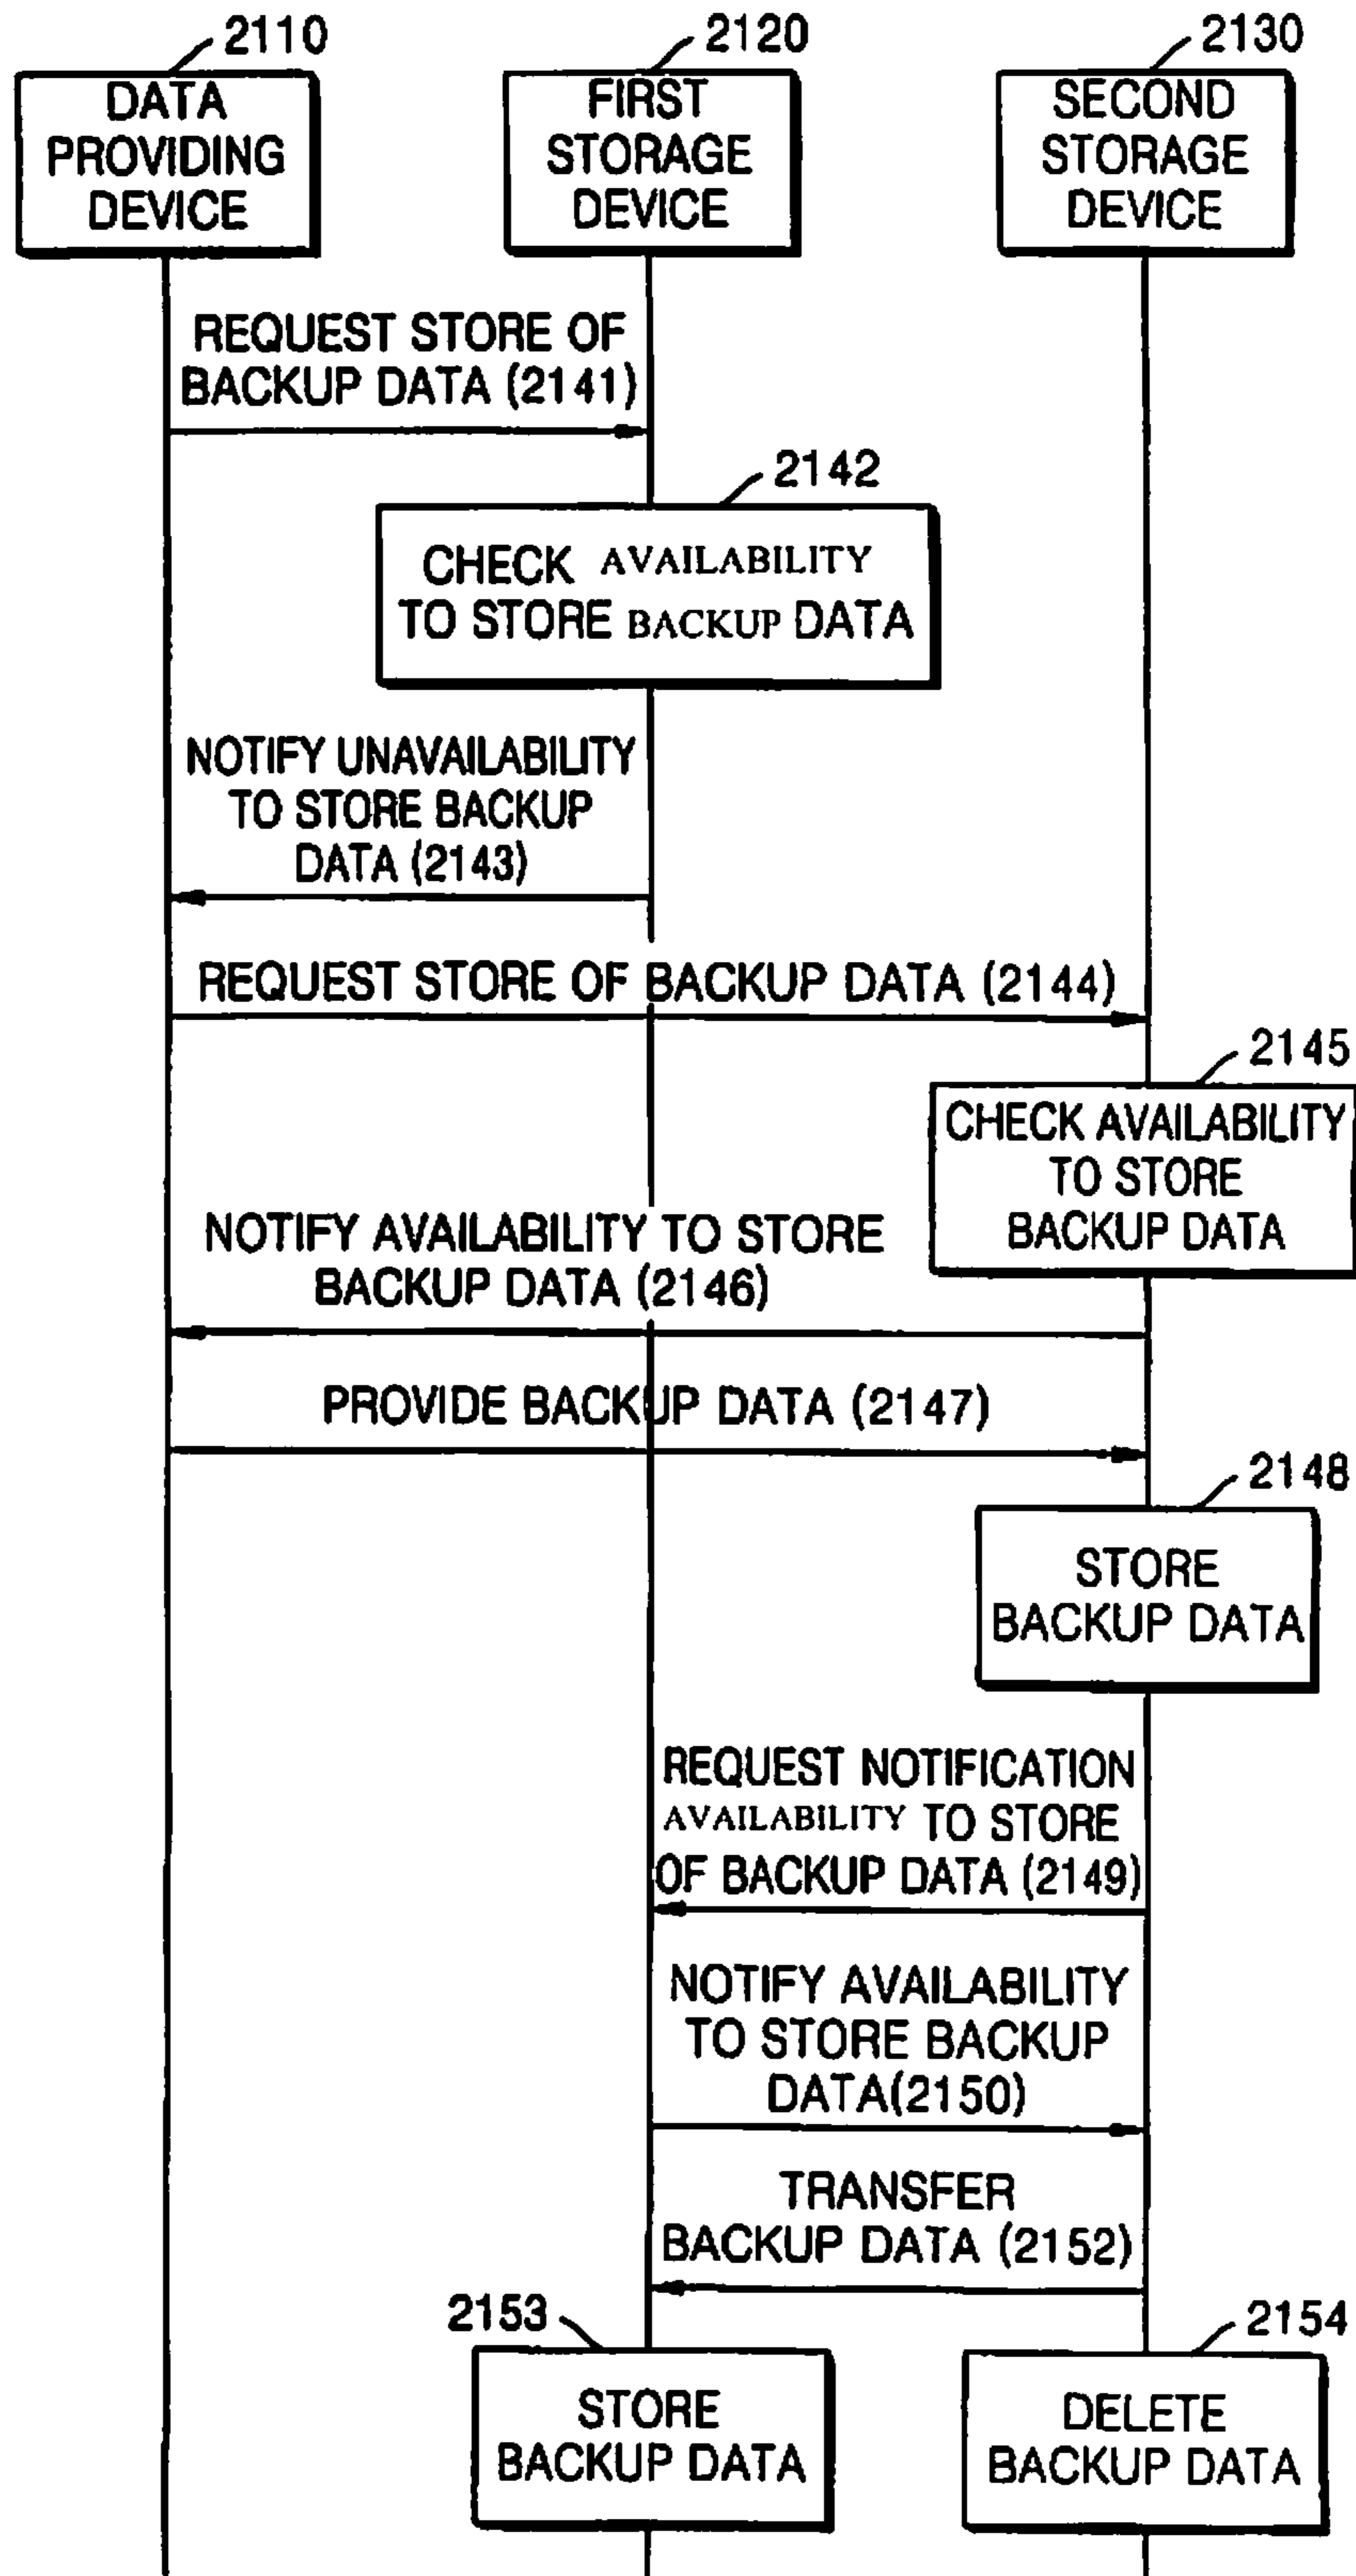 2110
2120
2130
DATA
PROVIDING
DEVICE
FIRST
STORAGE
DEVICE
SECOND
STORAGE
DEVICE
REQUEST STORE OF
BACKUP DATA (2141)
2142
CHECK AVAILABILITY
TO STORE BACKUP DATA
NOTIFY UNAVAILABILITY
TO STORE BACKUP
DATA (2143)
REQUEST STORE OF BACKUP DATA (2144)
2145
CHECK AVAILABILITY
TO STORE
BACKUP DATA
NOTIFY AVAILABILITY TO STORE
BACKUP DATA (2146)
PROVIDE BACKUP DATA (2147)
2148
STORE
BACKUP DATA
REQUEST NOTIFICATION
AVAILABILITY TO STORE
OF BACKUP DATA (2149)
NOTIFY AVAILABILITY
TO STORE BACKUP
DATA(2150)
TRANSFER
BACKUP DATA (2152)
2153
STORE
BACKUP DATA
2154
DELETE
BACKUP DATA